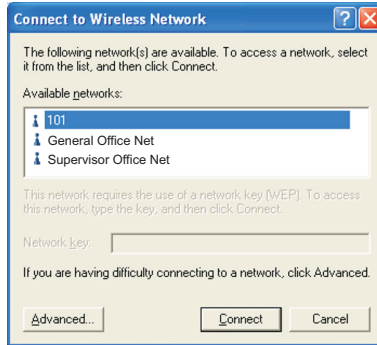 Connect to Wireless Network
The following network(s) are available. To access a network, select
it from the list, and then click Connect.
Available networks:
101
General Office Net
Supervisor Office Net
This network requires the use of a network key (WEP). To access
this network, type the key, and then click Connect.
Network key:
If you are having difficulty connecting to a network, click Advanced.
Advanced... Connect Cancel